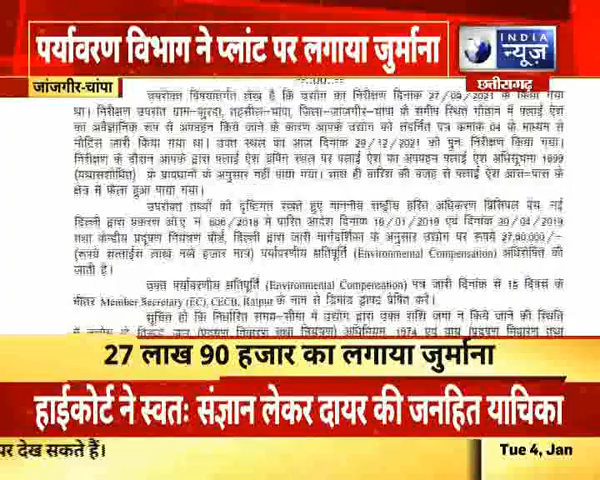 पर्यावरण विभाग ने प्लांट पर लगाया जुर्माना
INDIA
न्यूज़
छत्तीसगढ़
जांजगीर-चांपा
उपरोक्त विषयांतर्गत लेख है कि उद्योग का निरीक्षण दिनांक 27/09/2021 को किया गया
था। निरीक्षण उपरांत ग्राम-कुरदा, तहसील-चांपा, जिला-जांजगीर-चांपा के समीप स्थित गौठान में फ्लाई ऐश
का अवैज्ञानिक रूप से अपवहन किये जाने के कारण आपके उद्योग को संदर्भित पत्र कमांक 04 के माध्यम से
नोटिस जारी किया गया था। उक्त स्थल का आज दिनांक 29/12/2021 को पुनः निरीक्षण किया गया।
निरीक्षण के दौरान आपके द्वारा फ्लाई ऐश डंपिंग स्थल पर फ्लाई ऐश का अपवहन फ्लाई ऐश अधिसूचना 1999
(यथासंशोधित) के प्रावधानों के अनुसार नहीं पाया गया। साथ ही बारिश की वजह से फ्लाई ऐश आस-पास के
क्षेत्र में फैला हुआ पाया गया।
उपरोक्त तथ्यों को दृष्टिगत रखते हुए माननीय राष्ट्रीय हरित अधिकरण प्रिंसिपल बेंच नई
दिल्ली द्वारा प्रकरण ओ.ए नं 606/2018 में पारित आदेश दिनांक 16/01/2019 एवं दिनांक 30/04/2019
तथा केन्द्रीय प्रदूषण नियंत्रण बोर्ड, दिल्ली द्वारा जारी मार्गदर्शिका के अनुसार उद्योग पर रूपये 27,90,000/-
(रूपये सत्ताईस लाख नब्बे हजार मात्र) पर्यावरणीय क्षतिपूर्ति (Environmental Compensation) अधिरोपित की
जाती है।
उक्त पर्यावरणीय क्षतिपूर्ति (Environmental Compensation) पत्र जारी दिनांक से 15 दिवस के
भीतर Member Secretary (EC), CECB, Raipur के नाम से डिमांड ड्राफ्ट प्रेषित करें।
सूचित हो कि निर्धारित समय-सीमा में उद्योग द्वारा उक्त राशि जमा न किये जाने की स्थिति
27 लाख 90 हजार का लगाया जुर्माना
हाईकोर्ट ने स्वतः संज्ञान लेकर दायर की जनहित याचिका
पर देख सकते हैं।
Tue 4, Jan